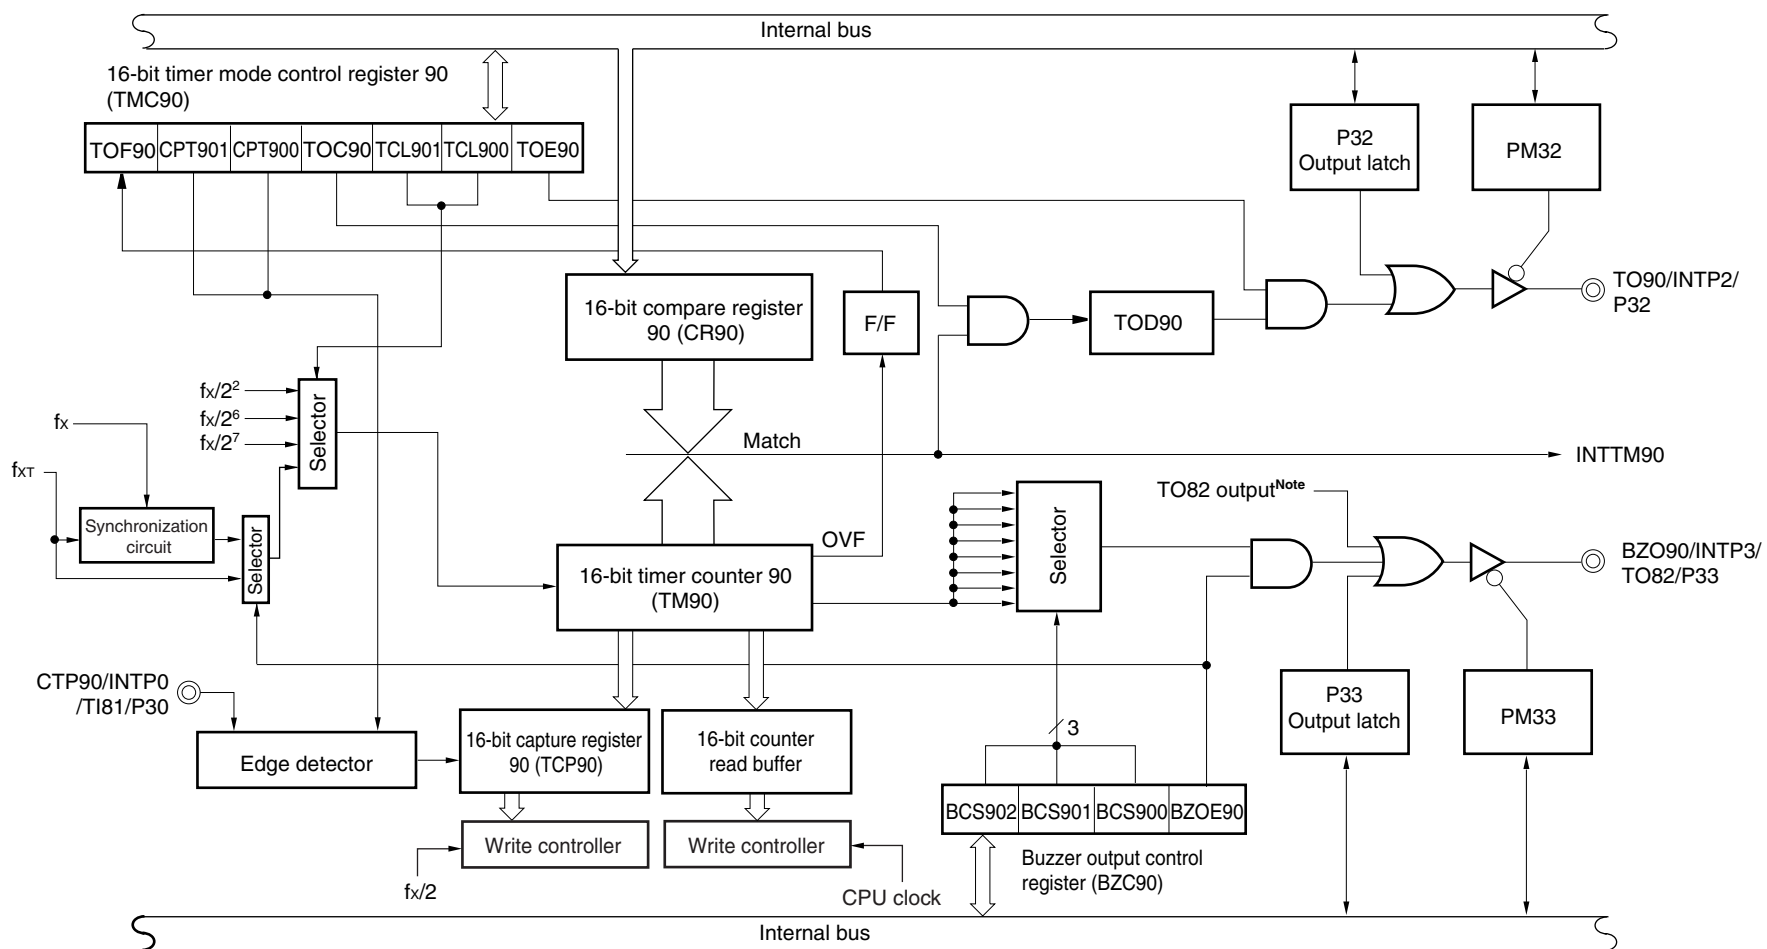 Internal bus
16-bit timer mode control register 90
(TMC90)
TOF90 CPT901 CPT900 TOC90 TCL901 TCL900 TOE90
P32
Output latch
PM32
16-bit compare register
90 (CR90)
F/F
TOD90
TO90/INTP2/
P32
fX/2²
fX/2⁶
fX/2⁷
Selector
fX
fXT
Match
INTTM90
Synchronization
circuit
Selector
OVF
16-bit timer counter 90
(TM90)
Selector
TO82 outputNote
BZO90/INTP3/
TO82/P33
CTP90/INTP0
/TI81/P30
Edge detector
16-bit capture register
90 (TCP90)
16-bit counter
read buffer
3
P33
Output latch
PM33
BCS902 BCS901 BCS900 BZOE90
Write controller
Write controller
fX/2
CPU clock
Buzzer output control
register (BZC90)
Internal bus